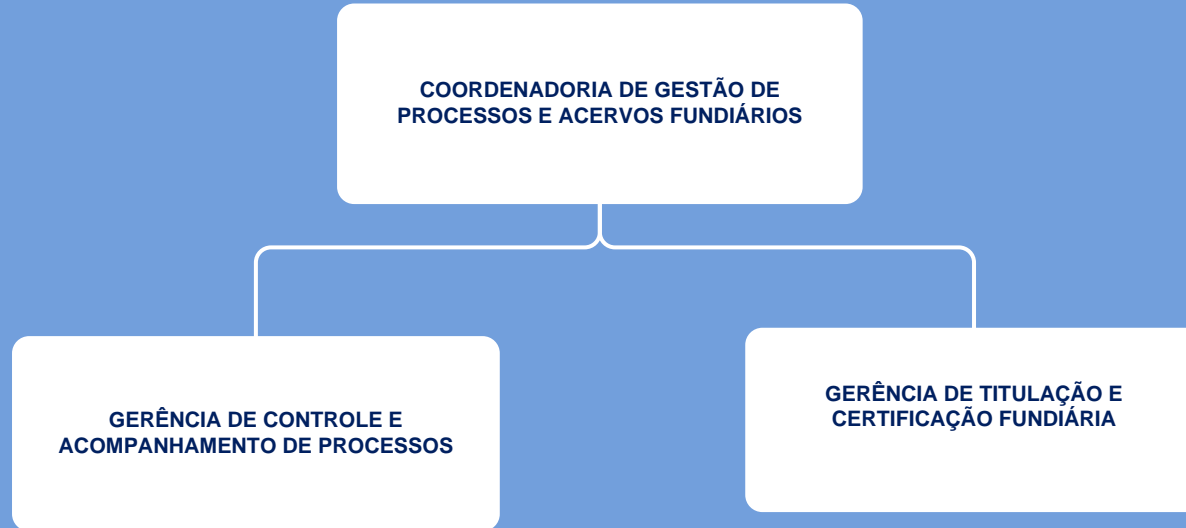 COORDENADORIA DE GESTÃO DE
PROCESSOS E ACERVOS FUNDIÁRIOS
GERÊNCIA DE CONTROLE E
ACOMPANHAMENTO DE PROCESSOS
GERÊNCIA DE TITULAÇÃO E
CERTIFICAÇÃO FUNDIÁRIA